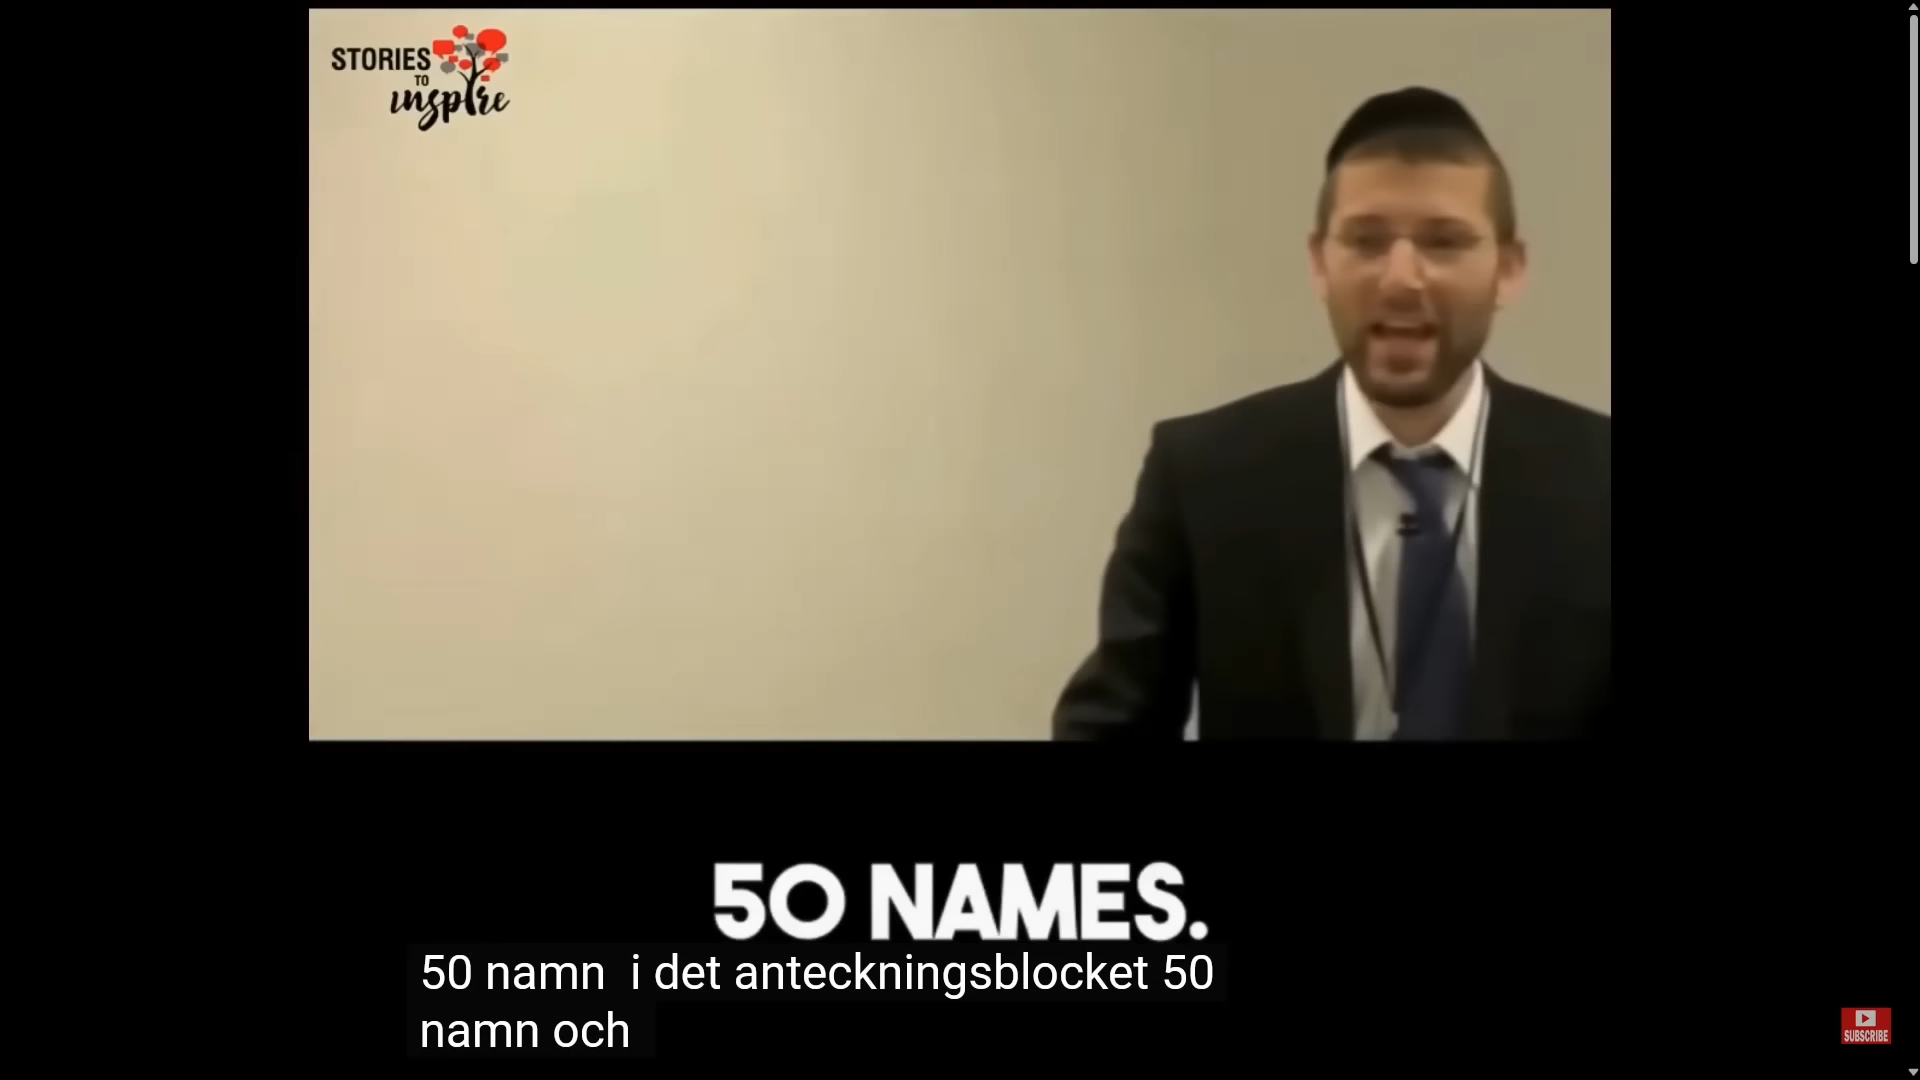 STORIES
TO
inspire
50 NAMES.
50 namn  i det anteckningsblocket 50
namn och
SUBSCRIBE